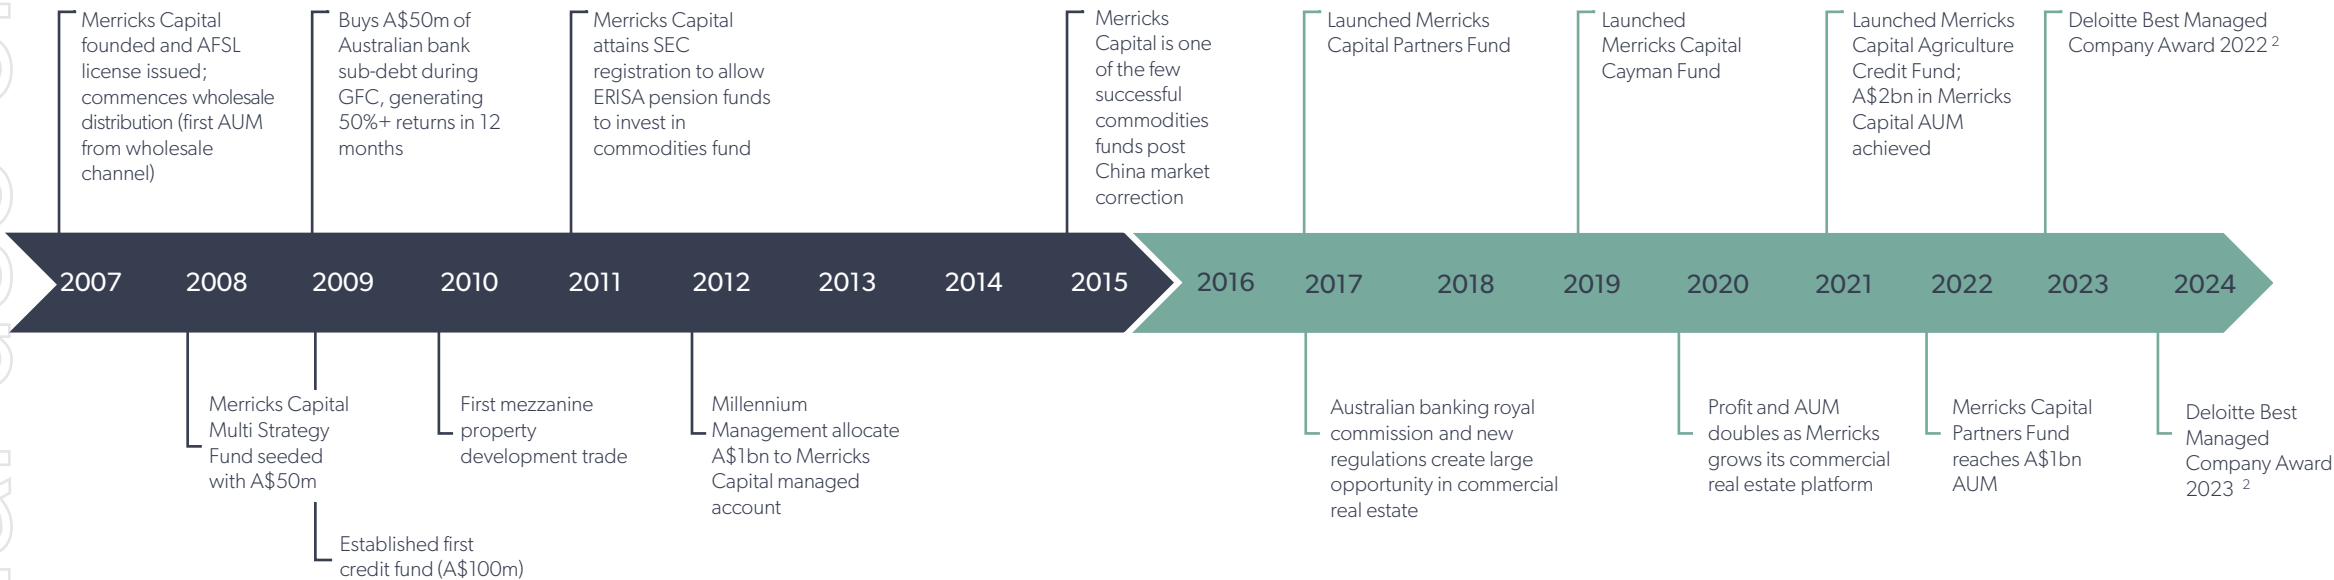 Merricks Capital
founded and AFSL
license issued;
commences wholesale
distribution (first AUM
from wholesale
channel)
Buys A$50m of
Australian bank
sub-debt during
GFC, generating
50%+ returns in 12
months
Merricks Capital
attains SEC
registration to allow
ERISA pension funds
to invest in
commodities fund
Merricks
Capital is one
of the few
successful
commodities
funds post
China market
correction
Launched Merricks
Capital Partners Fund
Launched
Merricks Capital
Cayman Fund
Launched Merricks
Capital Agriculture
Credit Fund;
A$2bn in Merricks
Capital AUM
achieved
Deloitte Best Managed
Company Award 2022 2
2007 2008 2009 2010 2011 2012 2013 2014 2015 2016 2017 2018 2019 2020 2021 2022 2023 2024
Merricks Capital
Multi Strategy
Fund seeded
with A$50m
Established first
credit fund (A$100m)
First mezzanine
property
development trade
Millennium
Management allocate
A$1bn to Merricks
Capital managed
account
Australian banking royal
commission and new
regulations create large
opportunity in commercial
real estate
Profit and AUM
doubles as Merricks
grows its commercial
real estate platform
Merricks Capital
Partners Fund
reaches A$1bn
AUM
Deloitte Best
Managed
Company Award
2023 2